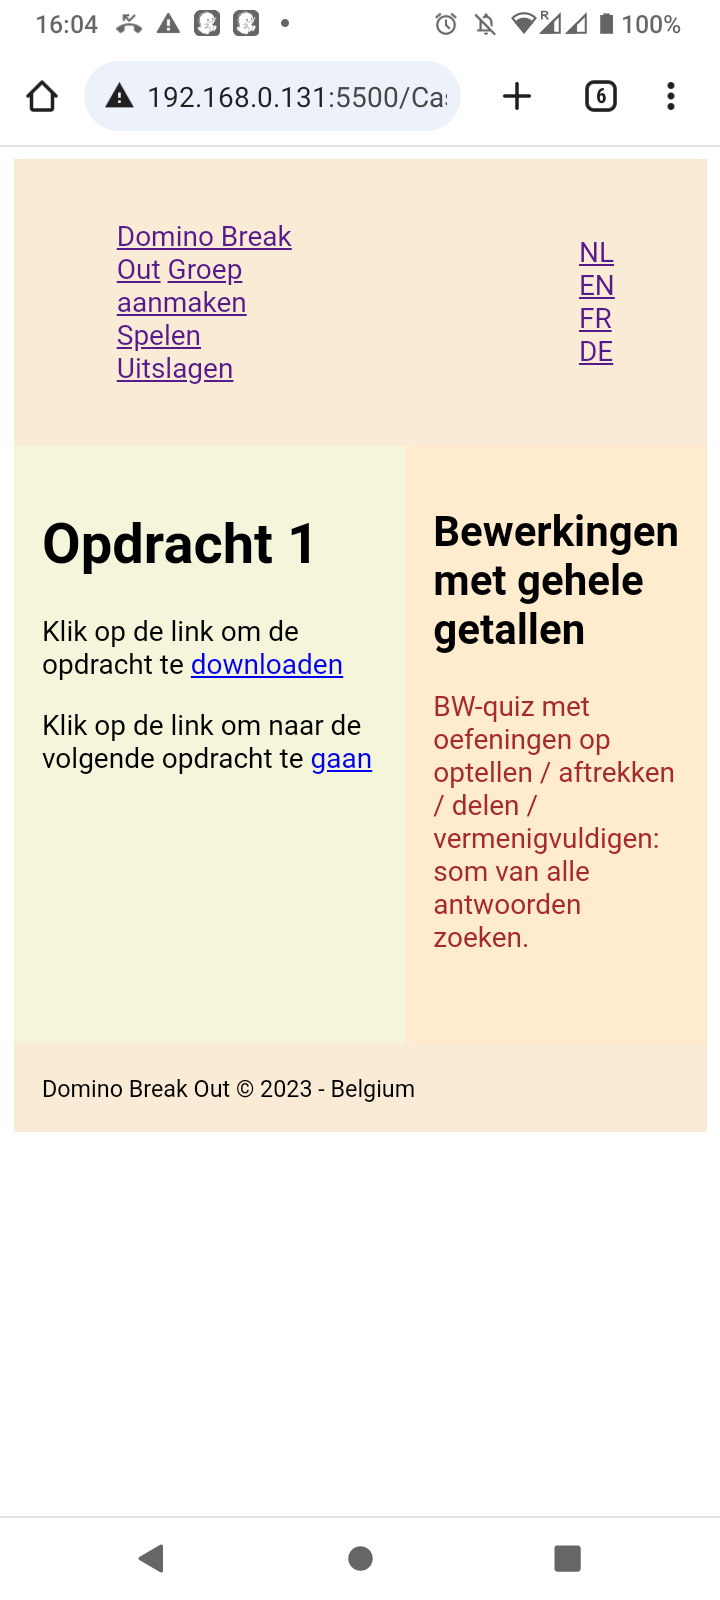 16:04
100%
192.168.0.131:5500/Ca
6
Domino Break
Out Groep
aanmaken
Spelen
Uitslagen
NL
EN
FR
DE
Opdracht 1
Klik op de link om de
opdracht te downloaden
Klik op de link om naar de
volgende opdracht te gaan
Bewerkingen
met gehele
getallen
BW-quiz met
oefeningen op
optellen / aftrekken
/ delen /
vermenigvuldigen:
som van alle
antwoorden
zoeken.
Domino Break Out © 2023 - Belgium